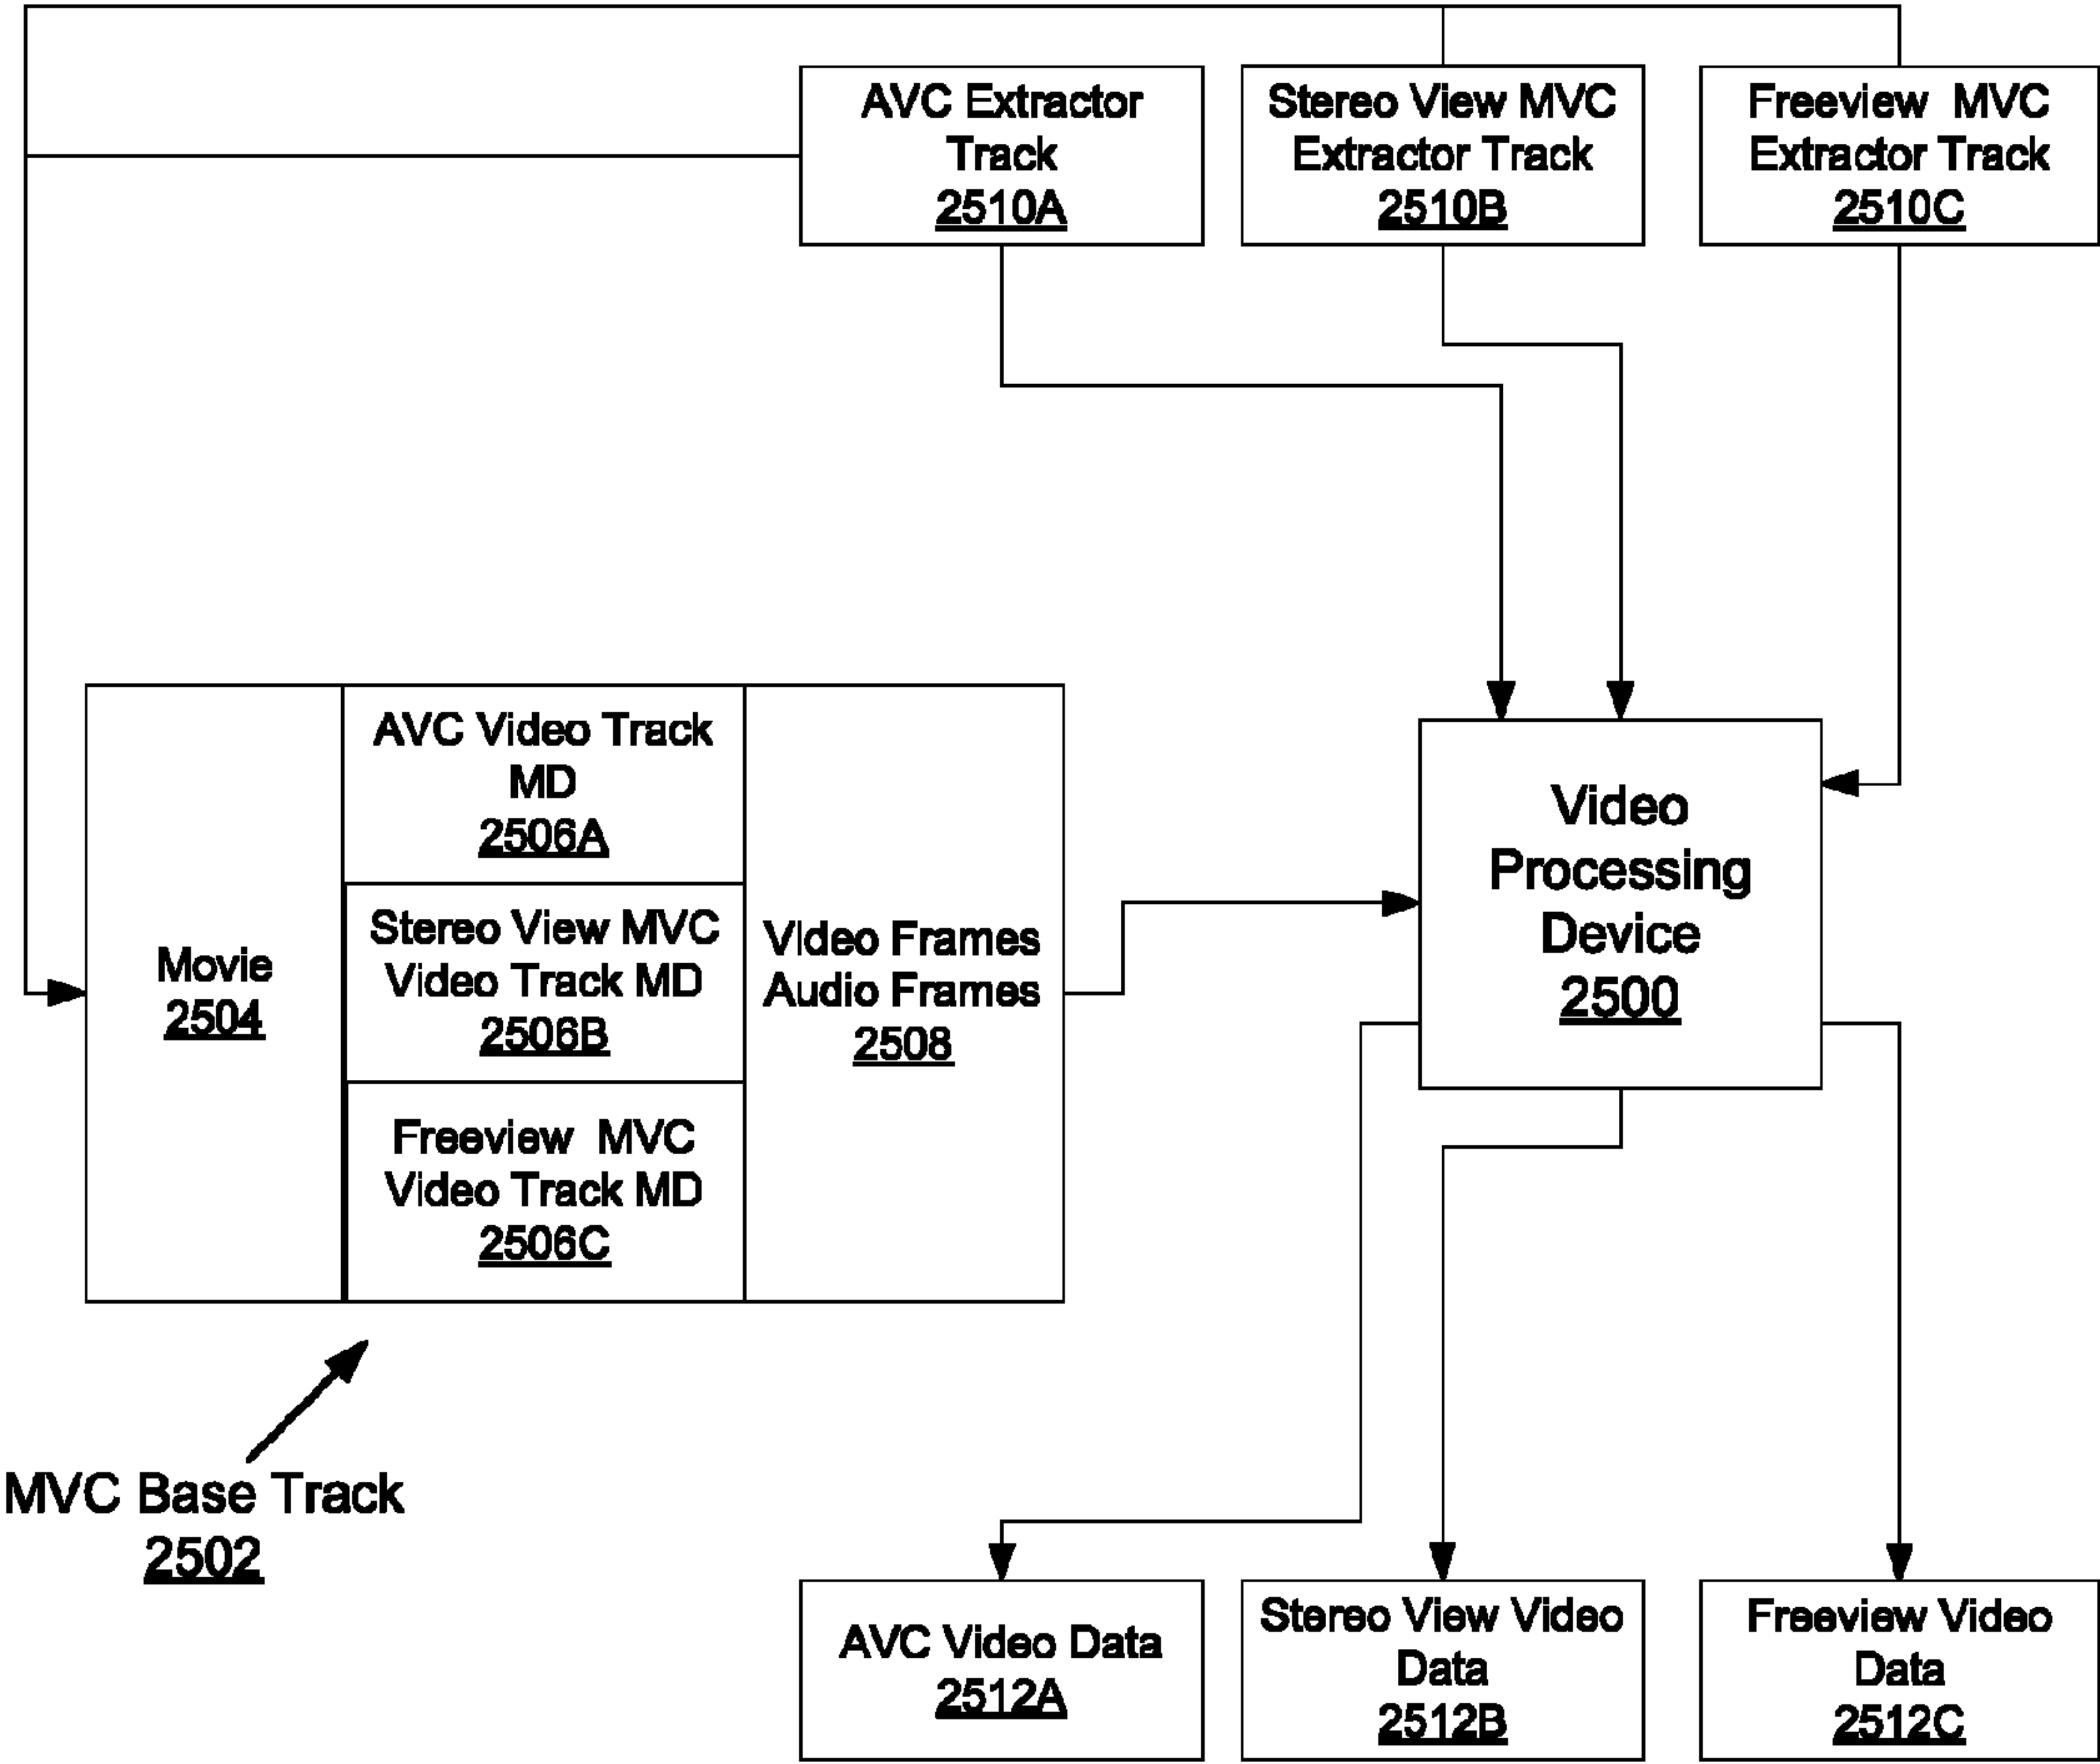 AVC Extractor
Track
2510A
Stereo View MVC
Extractor Track
2510B
Freeview MVC
Extractor Track
2510C
Movie
2504
AVC Video Track
MD
2506A
Stereo View MVC
Video Track MD
2506B
Freeview MVC
Video Track MD
2506C
Video Frames
Audio Frames
2508
Video
Processing
Device
2500
MVC Base Track
2502
AVC Video Data
2512A
Stereo View Video
Data
2512B
Freeview Video
Data
2512C